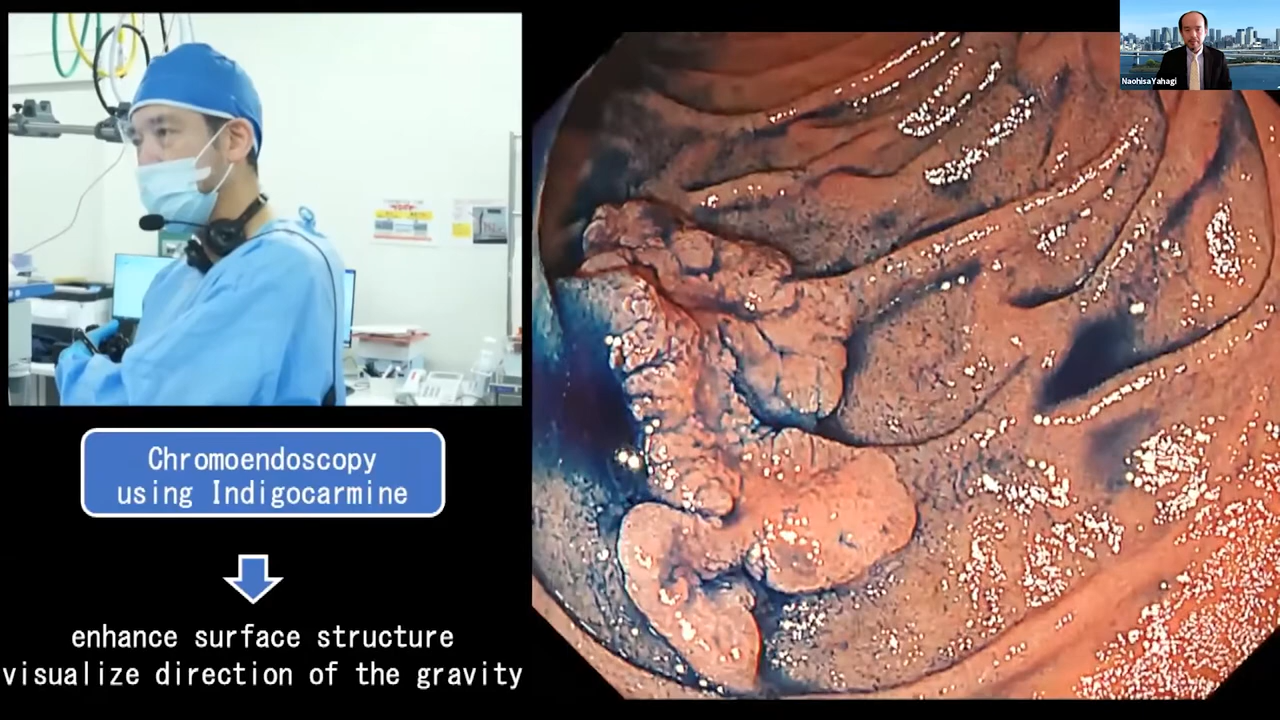 NaohisaYahagi
Chromoendoscopy
using Indigocarmine
enhance surface structure
visualize direction of the gravity